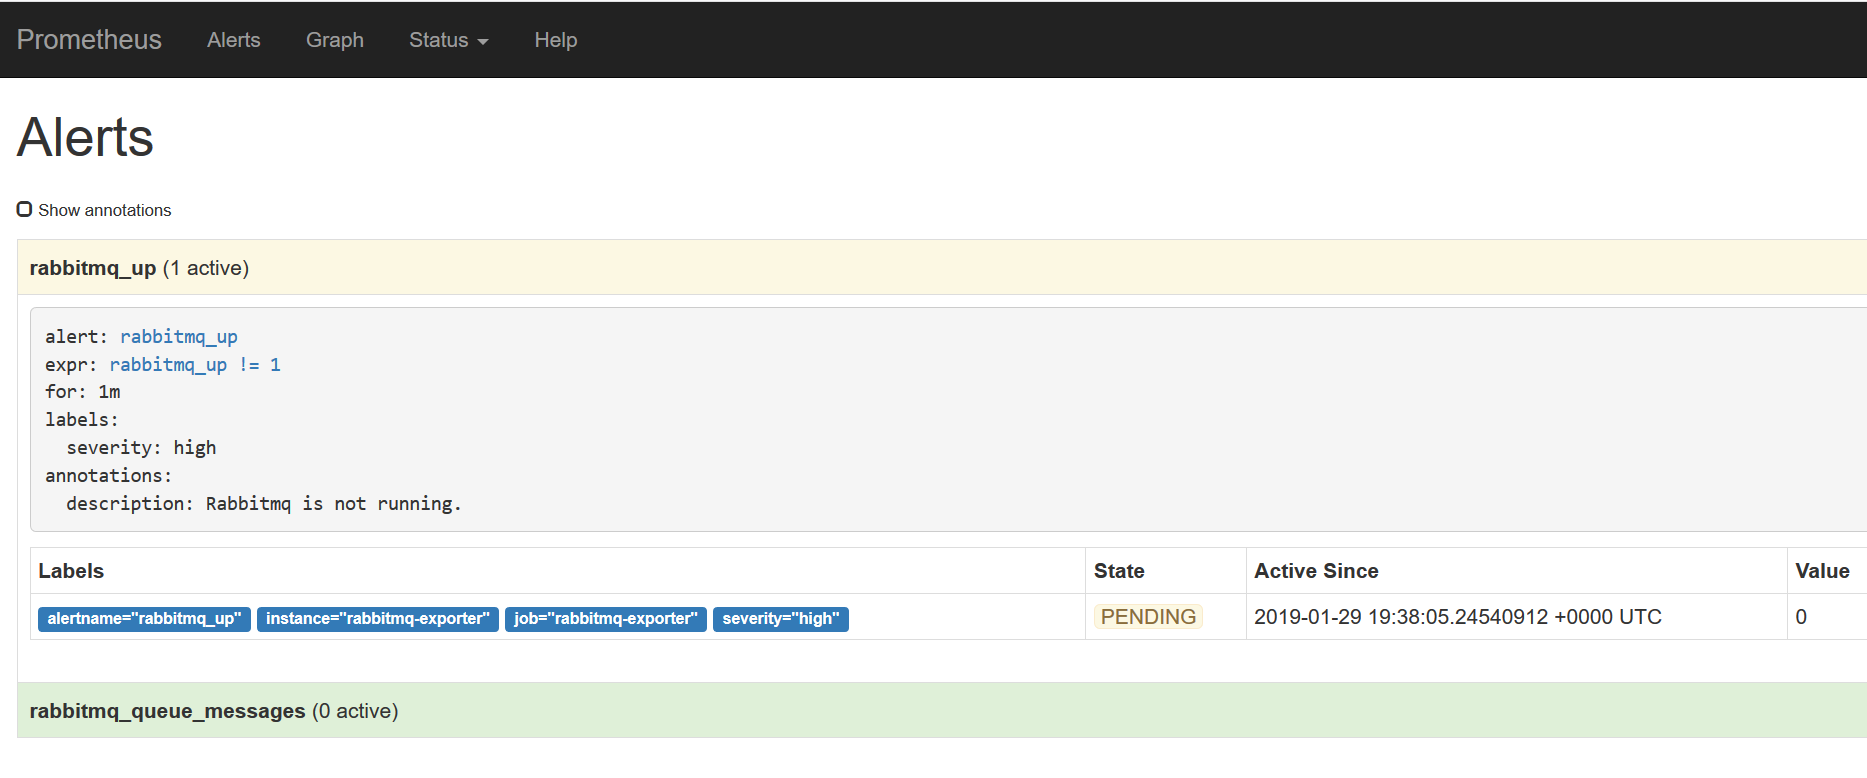 Prometheus Alerts Graph Status Help
Alerts
Show annotations
rabbitmq_up (1 active)
alert: rabbitmq_up
expr: rabbitmq_up != 1
for: 1m
labels:
  severity: high
annotations:
  description: Rabbitmq is not running.
Labels State Active Since Value
alertname="rabbitmq_up" instance="rabbitmq-exporter" job="rabbitmq-exporter" severity="high" PENDING 2019-01-29 19:38:05.24540912 +0000 UTC 0
rabbitmq_queue_messages (0 active)